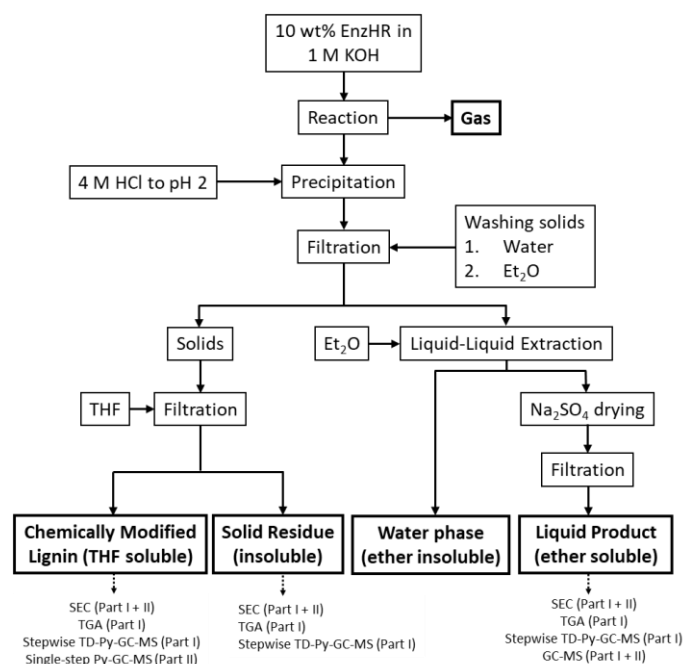 10 wt% EnzHR in
1 M KOH
Reaction
Gas
4 M HCl to pH 2
Precipitation
Filtration
Washing solids
1. Water
2. Et₂O
Solids
Et₂O
Liquid-Liquid Extraction
THF
Filtration
Na₂SO₄ drying
Filtration
Chemically Modified
Lignin (THF soluble)
Solid Residue
(insoluble)
Water phase
(ether insoluble)
Liquid Product
(ether soluble)
SEC (Part I + II)
TGA (Part I)
Stepwise TD-Py-GC-MS (Part I)
Single-step Py-GC-MS (Part II)
SEC (Part I + II)
TGA (Part I)
Stepwise TD-Py-GC-MS (Part I)
SEC (Part I + II)
TGA (Part I)
Stepwise TD-Py-GC-MS (Part I)
GC-MS (Part I + II)